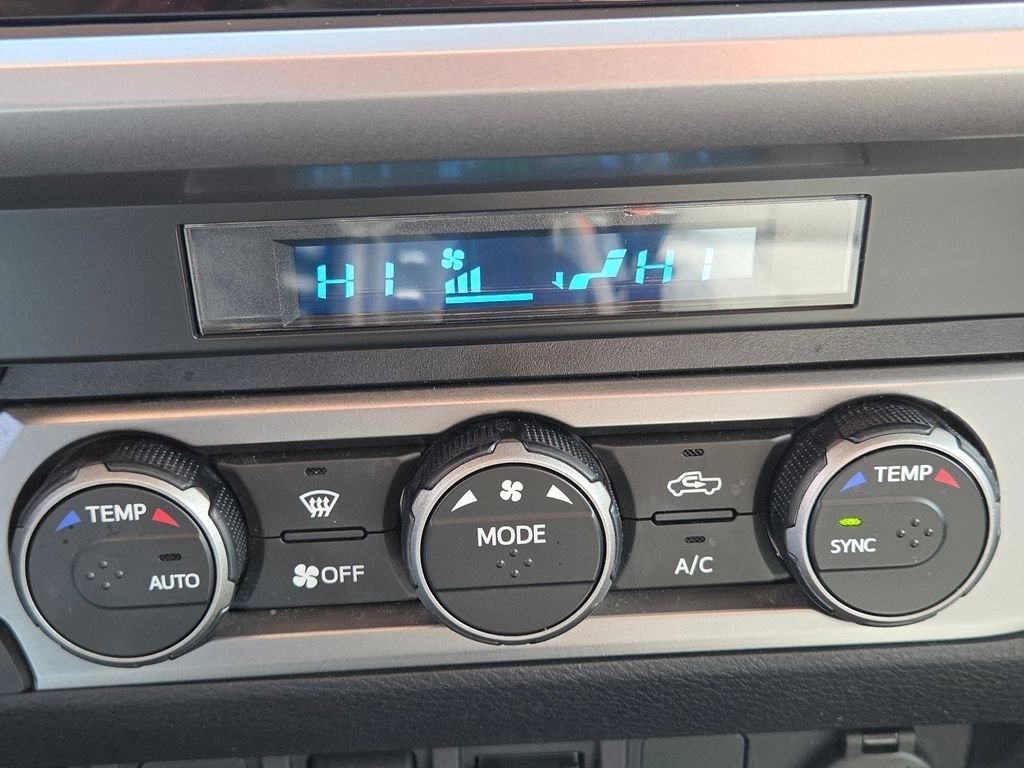 HI HI
TEMP
AUTO
OFF
MODE
A/C
TEMP
SYNC